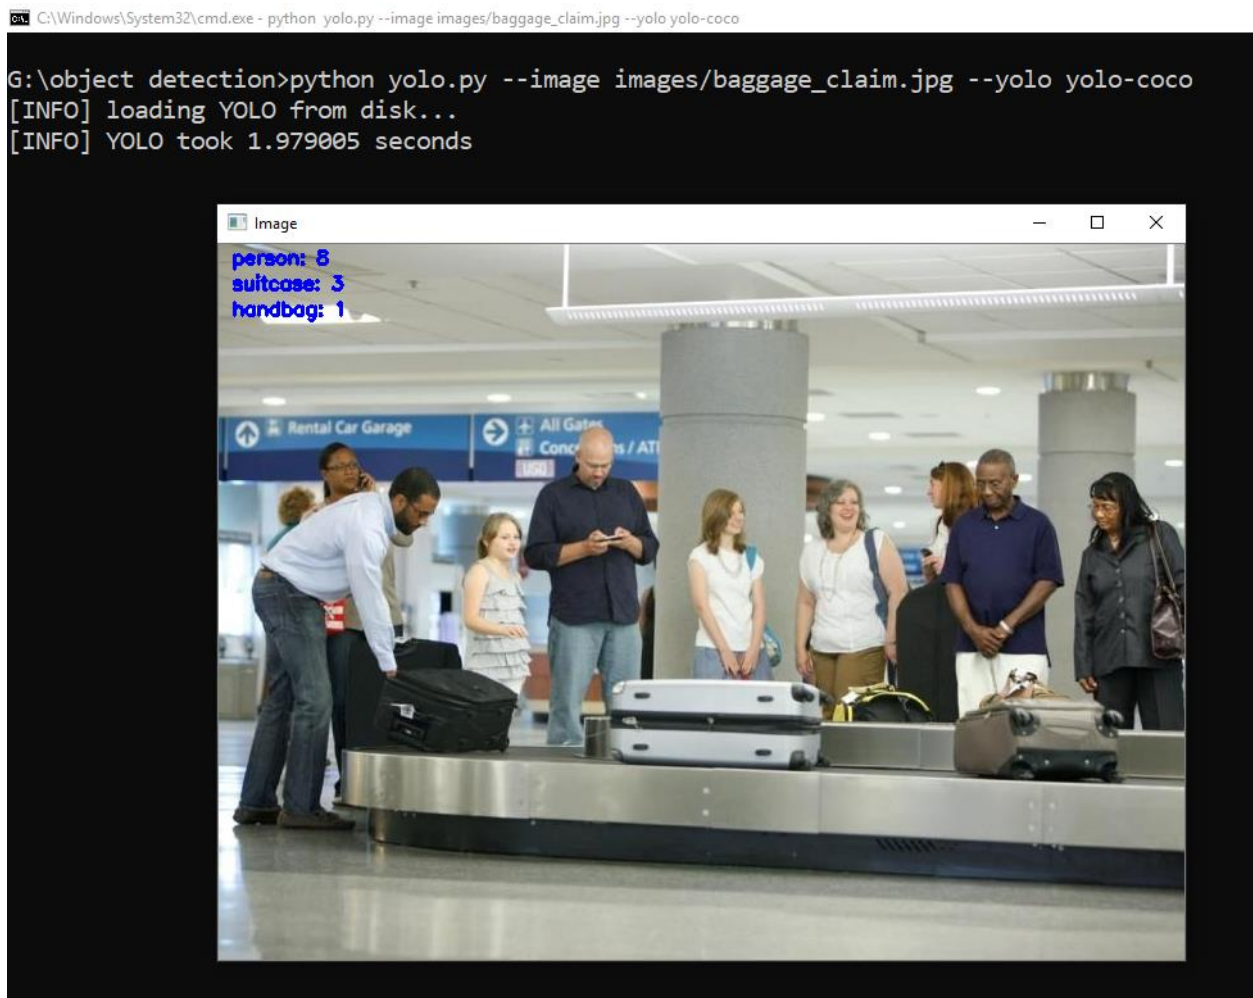 C:\Windows\System32\cmd.exe - python  yolo.py --image images/baggage_claim.jpg --yolo yolo-coco
G:\object detection>python yolo.py --image images/baggage_claim.jpg --yolo yolo-coco
[INFO] loading YOLO from disk...
[INFO] YOLO took 1.979005 seconds
Image
person: 8
suitcase: 3
handbag: 1
Rental Car Garage
All Gates
USO